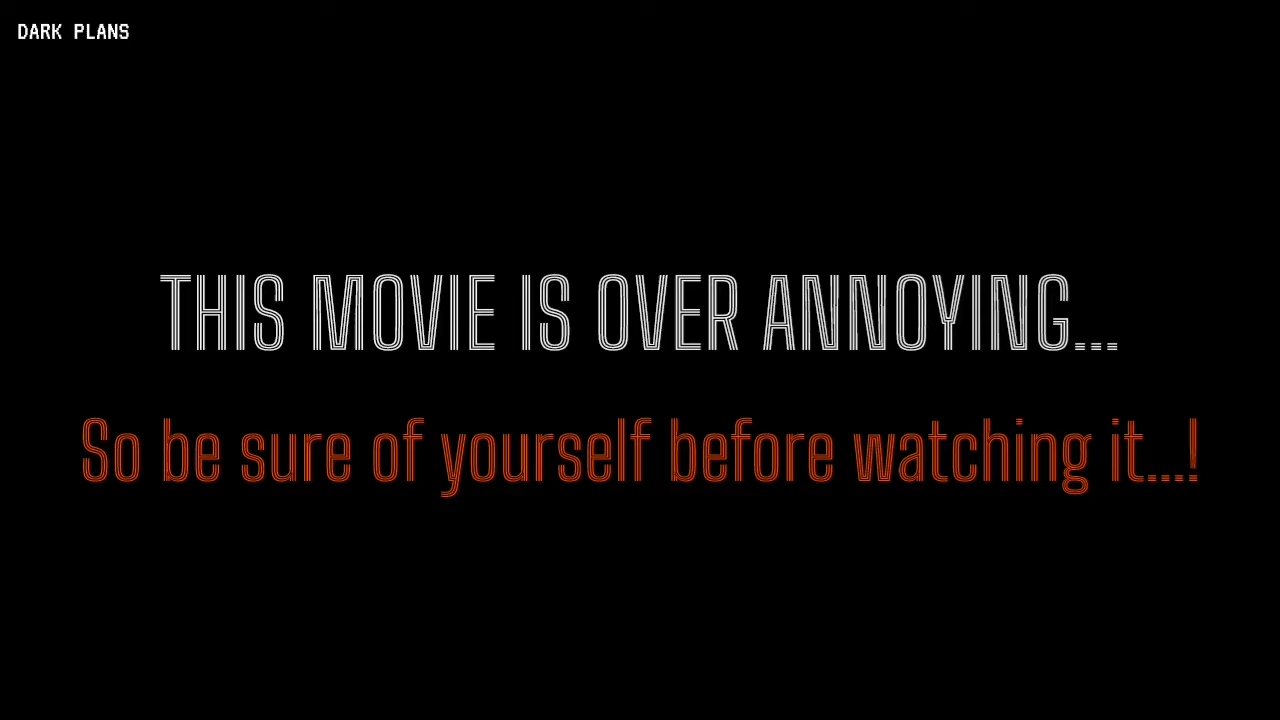 DARK PLANS
THIS MOVIE IS OVER ANNOYING...
So be sure of yourself before watching it...!